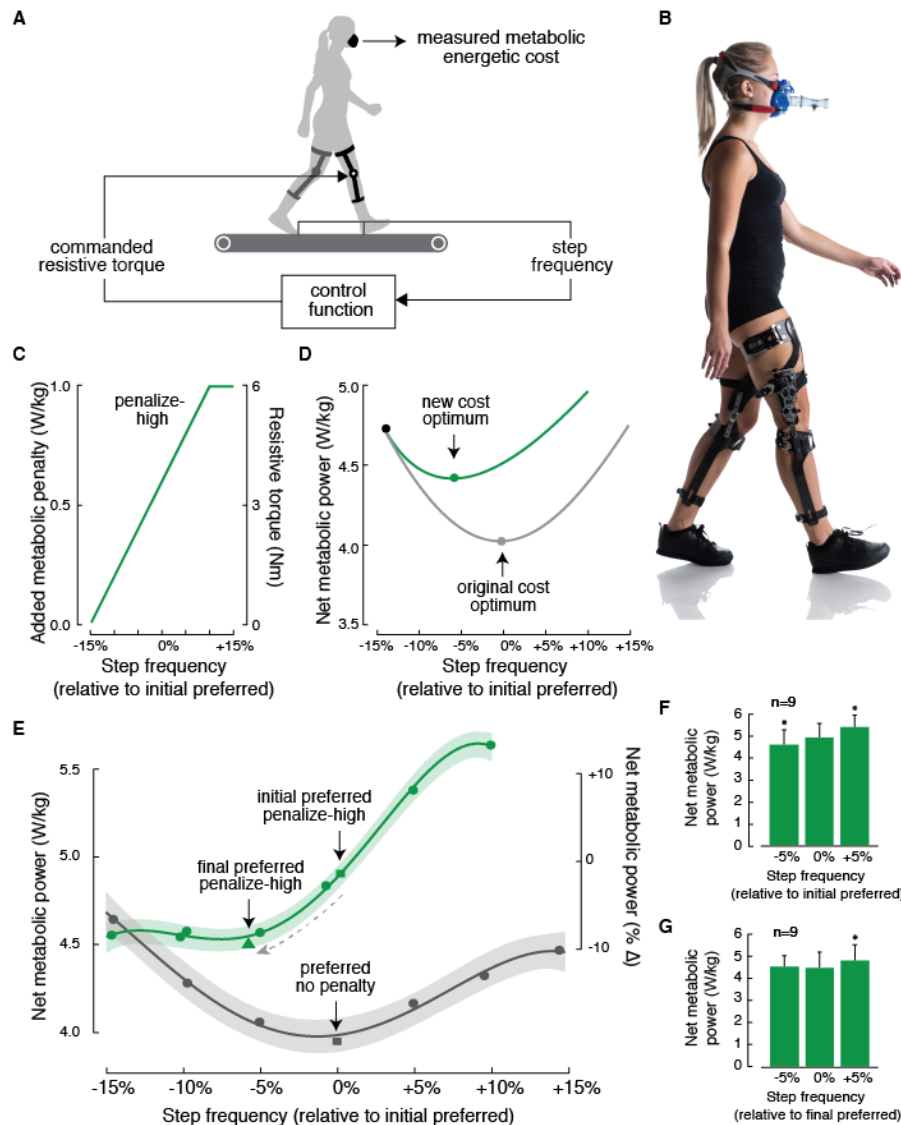 A
measured metabolic
energetic cost
commanded
resistive torque
step
frequency
control
function
B
C
Added metabolic penalty (W/kg)
1.0
0.5
0.0
penalize-
high
6
3
0
Resistive torque (Nm)
-15%
0%
+15%
Step frequency
(relative to initial preferred)
D
Net metabolic power (W/kg)
5.0
4.5
4.0
3.5
new cost
optimum
original cost
optimum
-15%
-10%
-5%
0%
+5%
+10%
+15%
Step frequency
(relative to initial preferred)
E
Net metabolic power (W/kg)
5.5
5.0
4.5
4.0
initial preferred
penalize-high
final preferred
penalize-high
preferred
no penalty
+10
0
-10
Net metabolic power (% Δ)
-15%
-10%
-5%
0%
+5%
+10%
+15%
Step frequency (relative to initial preferred)
F
n=9
Net metabolic
power (W/kg)
6
5
4
3
2
1
0
*
*
-5%
0%
+5%
Step frequency
(relative to initial preferred)
G
n=9
Net metabolic
power (W/kg)
6
5
4
3
2
1
0
*
-5%
0%
+5%
Step frequency
(relative to final preferred)